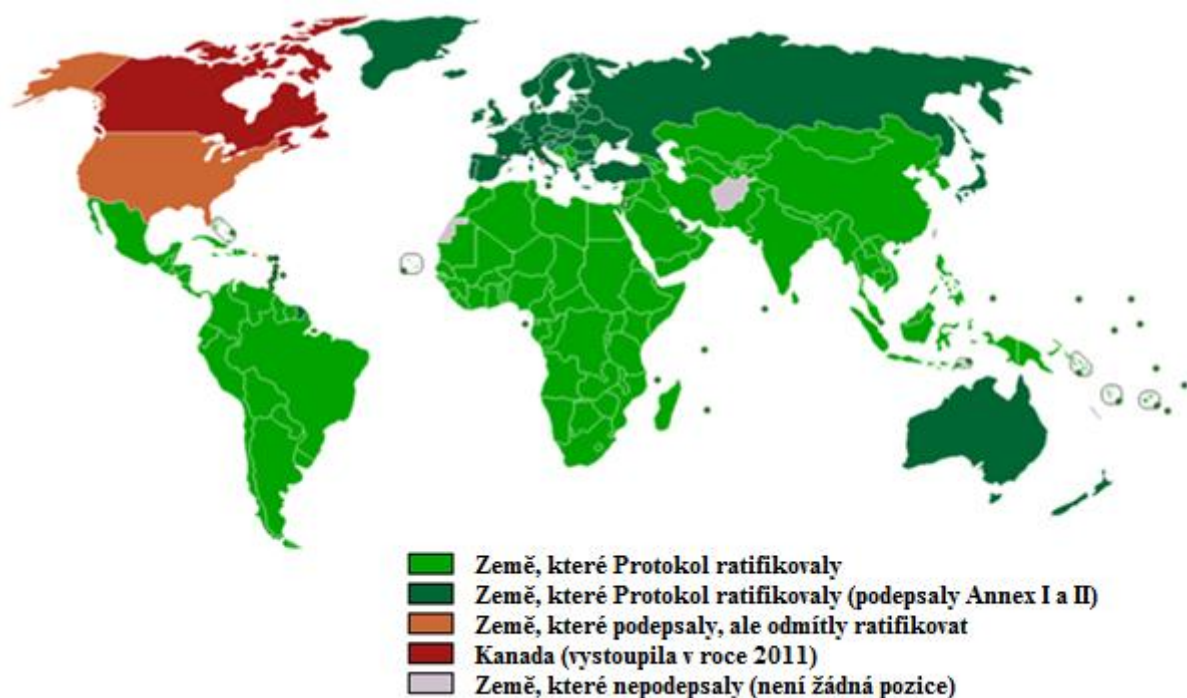 Země, které Protokol ratifikovaly
Země, které Protokol ratifikovaly (podepsaly Annex I a II)
Země, které podepsaly, ale odmítly ratifikovat
Kanada (vystoupila v roce 2011)
Země, které nepodepsaly (není žádná pozice)